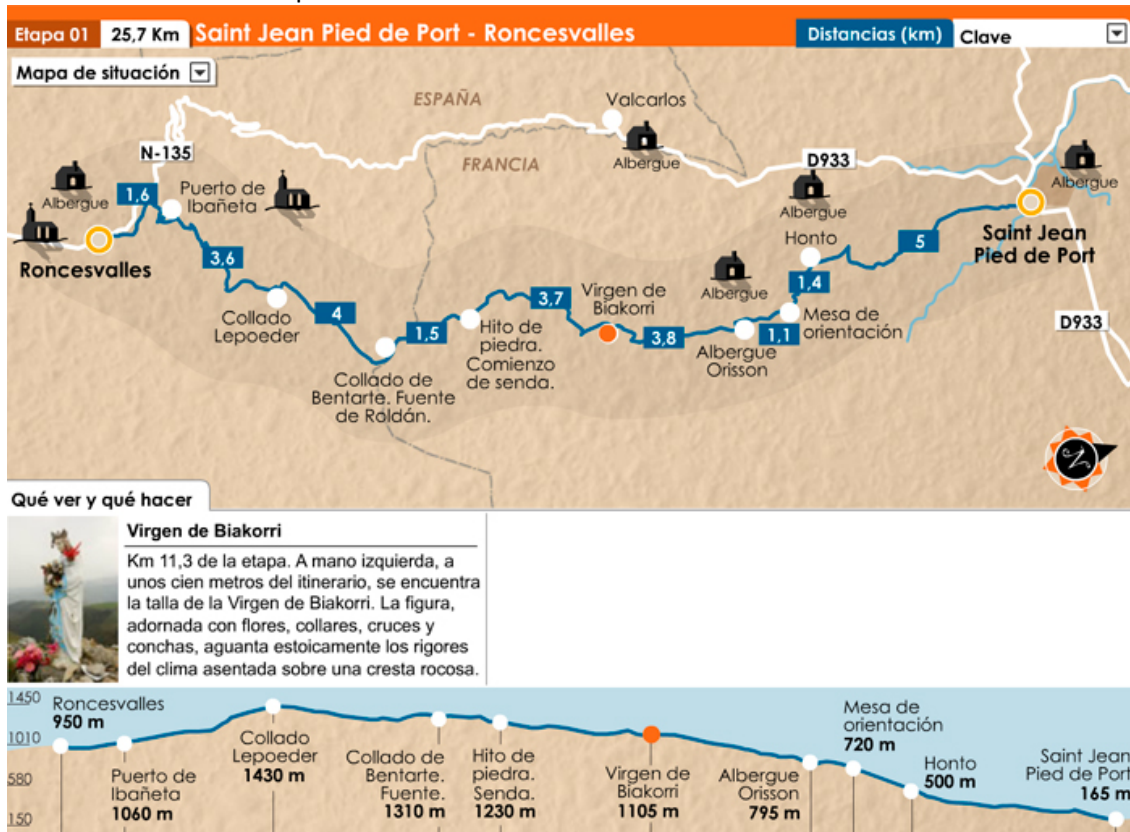 Etapa 01 25,7 Km Saint Jean Pied de Port - Roncesvalles Distancias (km) Clave
Mapa de situación
ESPAÑA
FRANCIA
Valcarlos
Albergue
N-135
D933
Albergue
Albergue
Albergue
1,6
Puerto de
Ibañeta
Roncesvalles
Honto
5
Saint Jean
Pied de Port
3,6
Albergue
1,4
Collado
Lepoeder
4
1,5
Hito de
piedra.
Comienzo
de senda.
3,7
Virgen de
Biakorri
3,8
Albergue
Orisson
1,1
Mesa de
orientación
D933
Collado de
Bentarte. Fuente
de Roldán.
Qué ver y qué hacer
Virgen de Biakorri
Km 11,3 de la etapa. A mano izquierda, a
unos cien metros del itinerario, se encuentra
la talla de la Virgen de Biakorri. La figura,
adornada con flores, collares, cruces y
conchas, aguanta estoicamente los rigores
del clima asentada sobre una cresta rocosa.
1450
1010
580
150
Roncesvalles
950 m
Puerto de
Ibañeta
1060 m
Collado
Lepoeder
1430 m
Collado de
Bentarte.
Fuente.
1310 m
Hito de
piedra.
Senda.
1230 m
Virgen de
Biakorri
1105 m
Albergue
Orisson
795 m
Mesa de
orientación
720 m
Honto
500 m
Saint Jean
Pied de Port
165 m